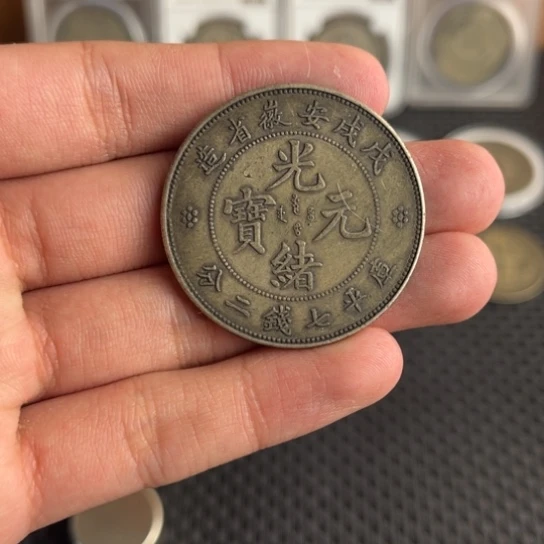 戊戌安徽省造
光緒元寶
庫平七錢二分